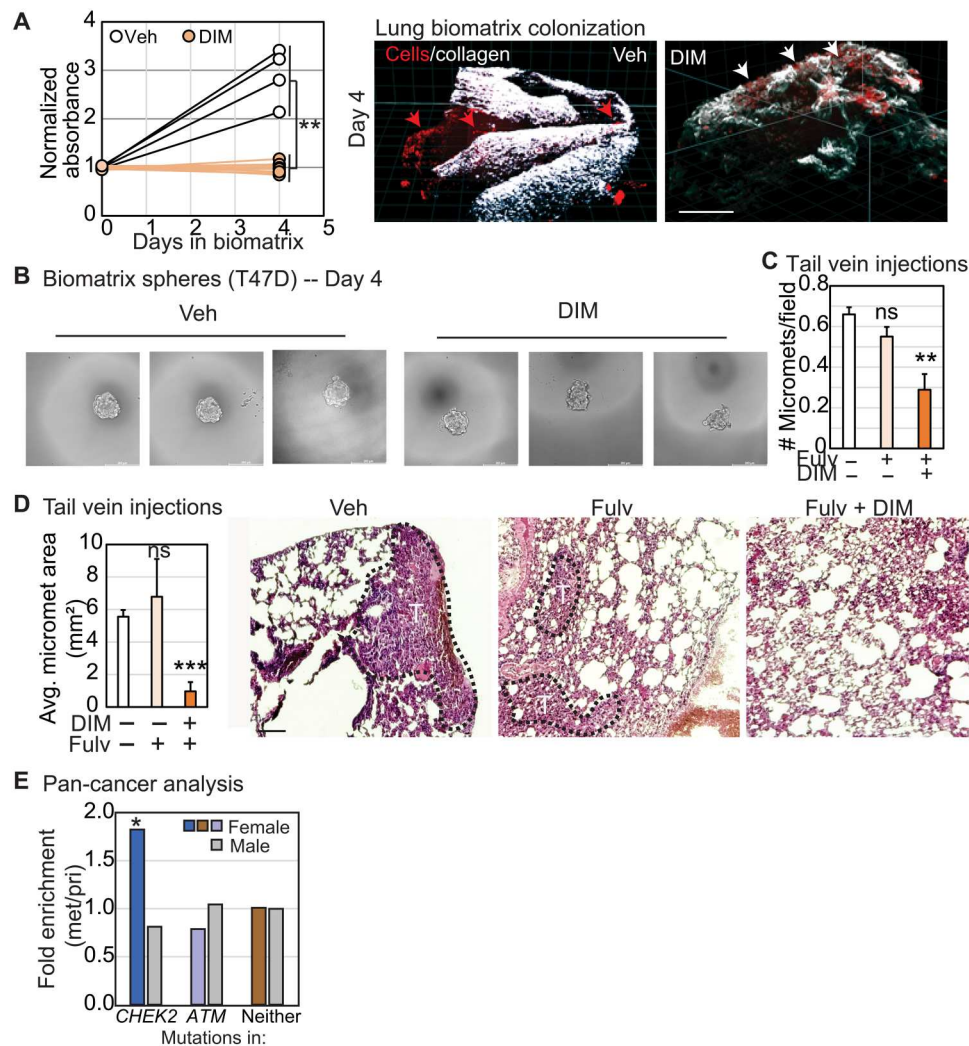 A
Veh DIM
4
3
2
1
0
**
0 1 2 3 4 5
Normalized
absorbance
Days in biomatrix
Lung biomatrix colonization
Cells/collagen Veh
DIM
Day 4
B Biomatrix spheres (T47D) -- Day 4
Veh
DIM
C Tail vein injections
# Micromets/field
0.8
0.6
0.4
0.2
0
ns
**
Fulv – + +
DIM – – +
D Tail vein injections
Avg. micromet area
(mm²)
10
8
6
4
2
0
ns
***
DIM – – +
Fulv – + +
Veh
T
Fulv
T
T
Fulv + DIM
E Pan-cancer analysis
Fold enrichment
(met/pri)
2.0
1.5
1.0
0.5
0.0
*
Female
Male
CHEK2 ATM Neither
Mutations in: